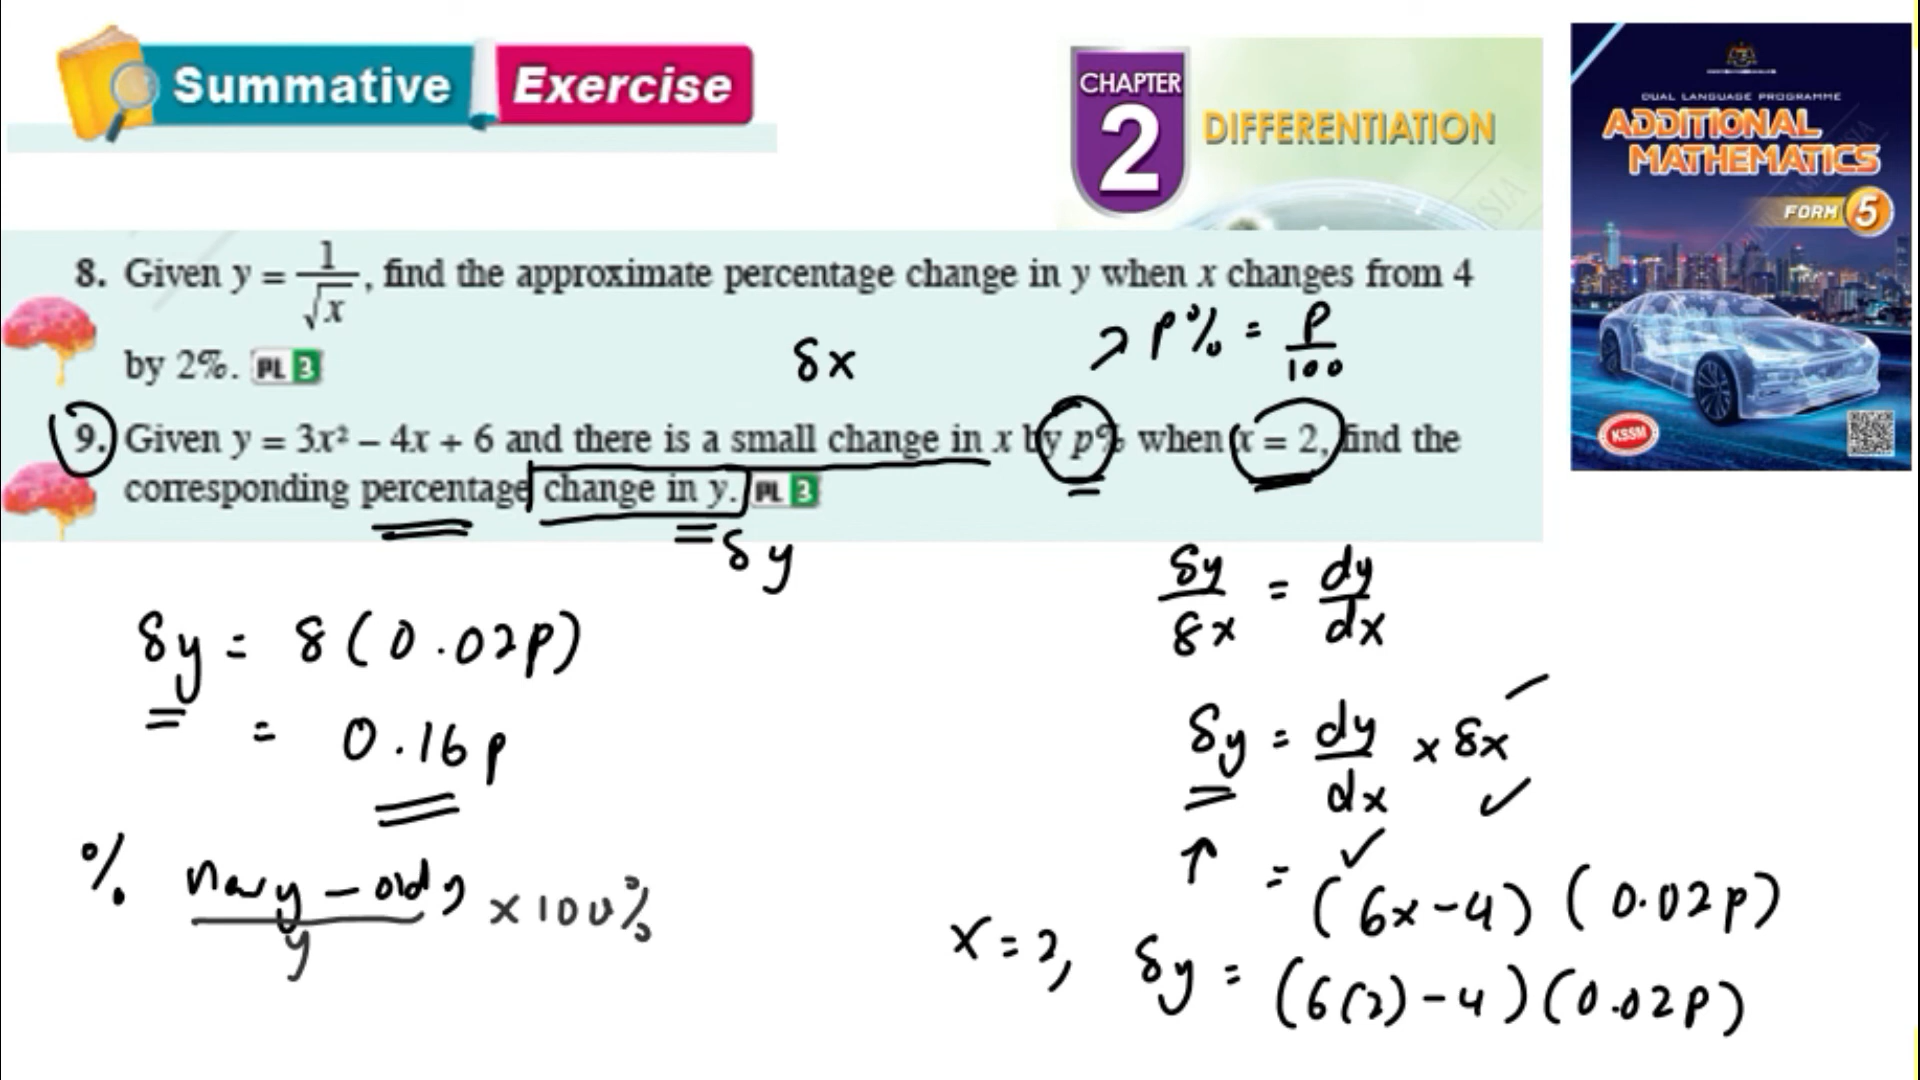 Summative Exercise
CHAPTER
2
DIFFERENTIATION
DUAL LANGUAGE PROGRAMME
ADDITIONAL
MATHEMATICS
FORM 5
KSSM
8. Given y = 1/√x, find the approximate percentage change in y when x changes from 4
by 2%. PL 3
δx
p% = p/100
9. Given y = 3x² – 4x + 6 and there is a small change in x by p% when x = 2, find the
corresponding percentage change in y. PL 3
δy
δy = 8(0.02p)
= 0.16p
% new y – old y / y × 100%
δy/δx = dy/dx
δy = dy/dx × δx
= (6x-4)(0.02p)
x=2, δy = (6(2)-4)(0.02p)